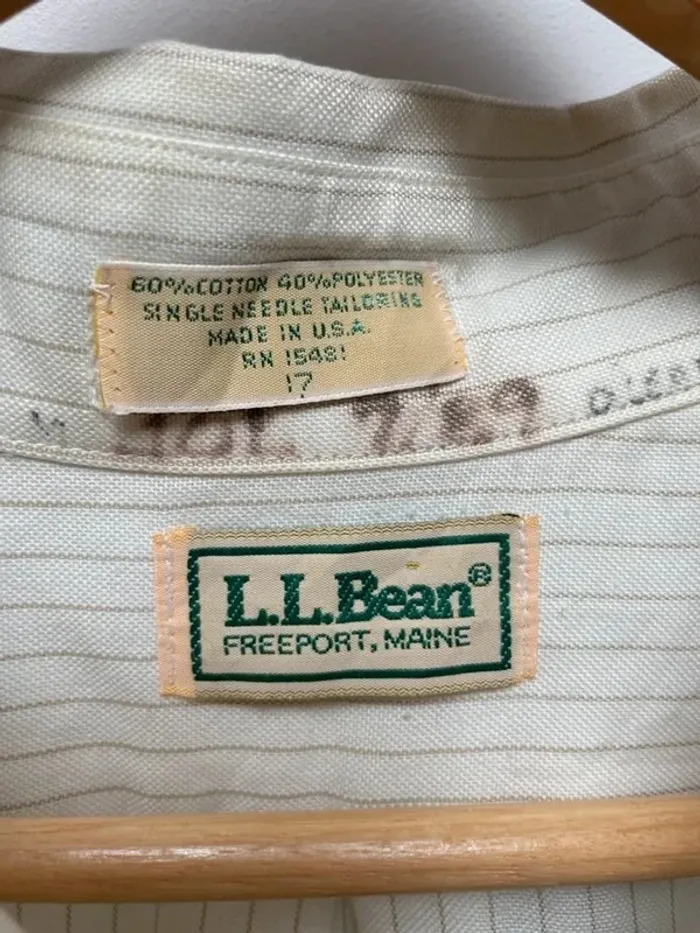 60% COTTON 40% POLYESTER
SINGLE NEEDLE TAILORING
MADE IN U.S.A.
RN 15481
17
L.L.Bean®
FREEPORT, MAINE